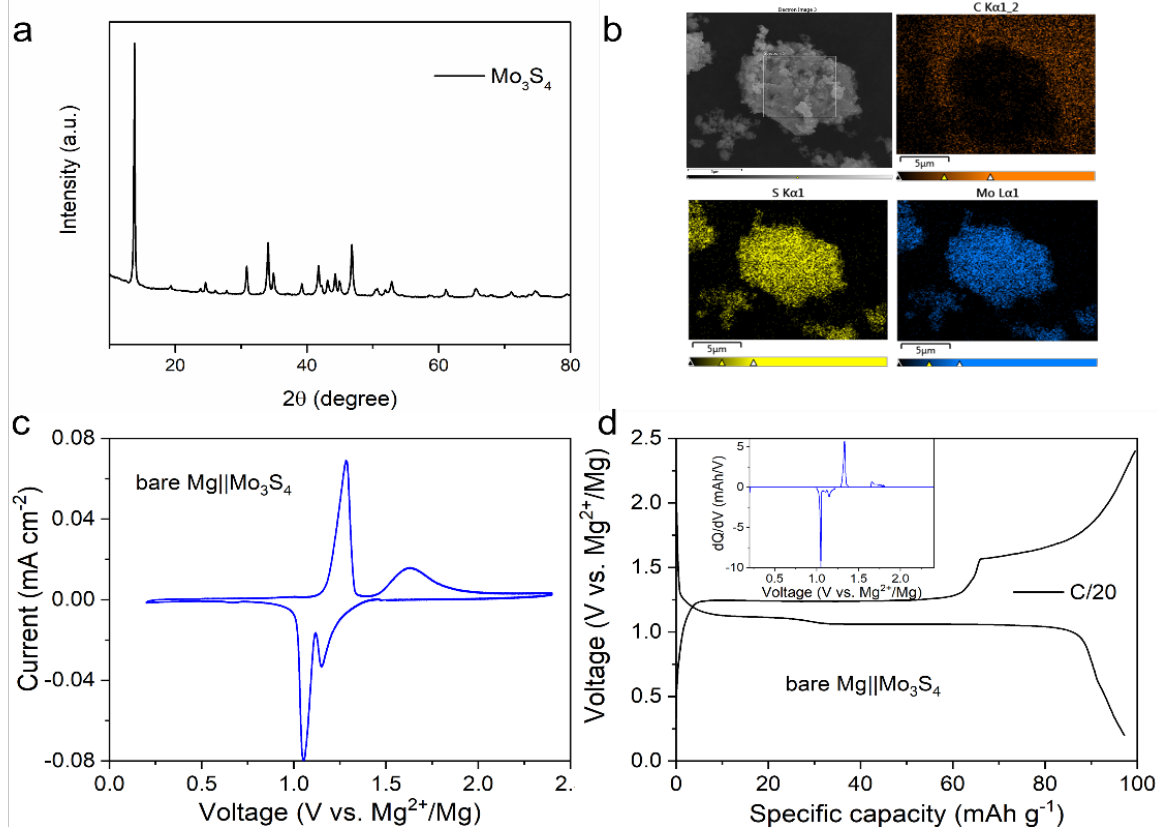 a
Mo₃S₄
Intensity (a.u.)
20 40 60 80
2θ (degree)
b
Electron Image 3
C Kα1_2
5μm
S Kα1
Mo Lα1
5μm
5μm
c
0.08
0.04
0.00
-0.04
-0.08
bare Mg||Mo₃S₄
Current (mA cm⁻²)
0.0 0.5 1.0 1.5 2.0 2.
Voltage (V vs. Mg²⁺/Mg)
d
2.5
2.0
1.5
1.0
0.5
0.0
Voltage (V vs. Mg²⁺/Mg)
5
0
-5
-10
dQ/dV (mAh/V)
0.5 1.0 1.5 2.0
Voltage (V vs. Mg²⁺/Mg)
C/20
bare Mg||Mo₃S₄
0 20 40 60 80 100
Specific capacity (mAh g⁻¹)